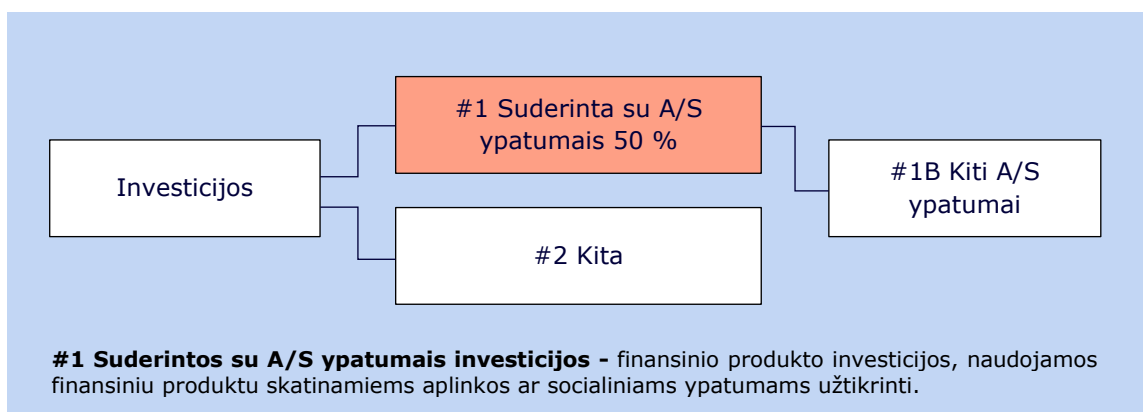 #1 Suderinta su A/S
ypatumais 50 %
Investicijos
#1B Kiti A/S
ypatumai
#2 Kita
#1 Suderintos su A/S ypatumais investicijos - finansinio produkto investicijos, naudojamos
finansiniu produktu skatinamiems aplinkos ar socialiniams ypatumams užtikrinti.